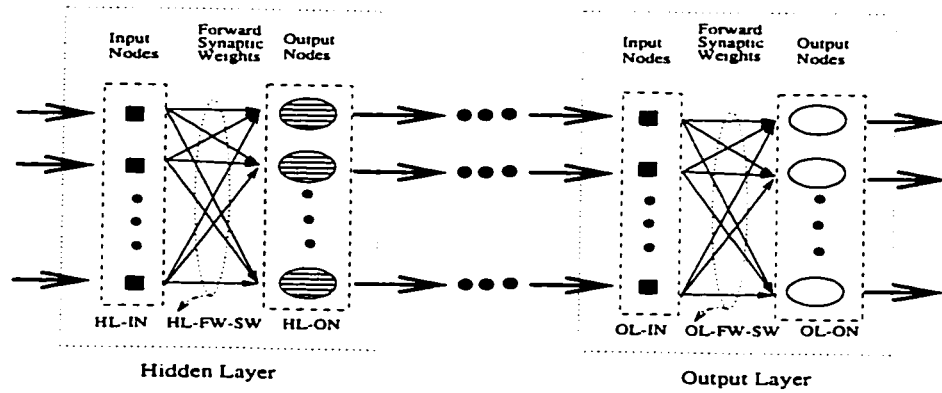 Input
Nodes
Forward
Synaptic
Weights
Output
Nodes
HL-IN
HL-FW-SW
HL-ON
Hidden Layer
Input
Nodes
Forward
Synaptic
Weights
Output
Nodes
OL-IN
OL-FW-SW
OL-ON
Output Layer